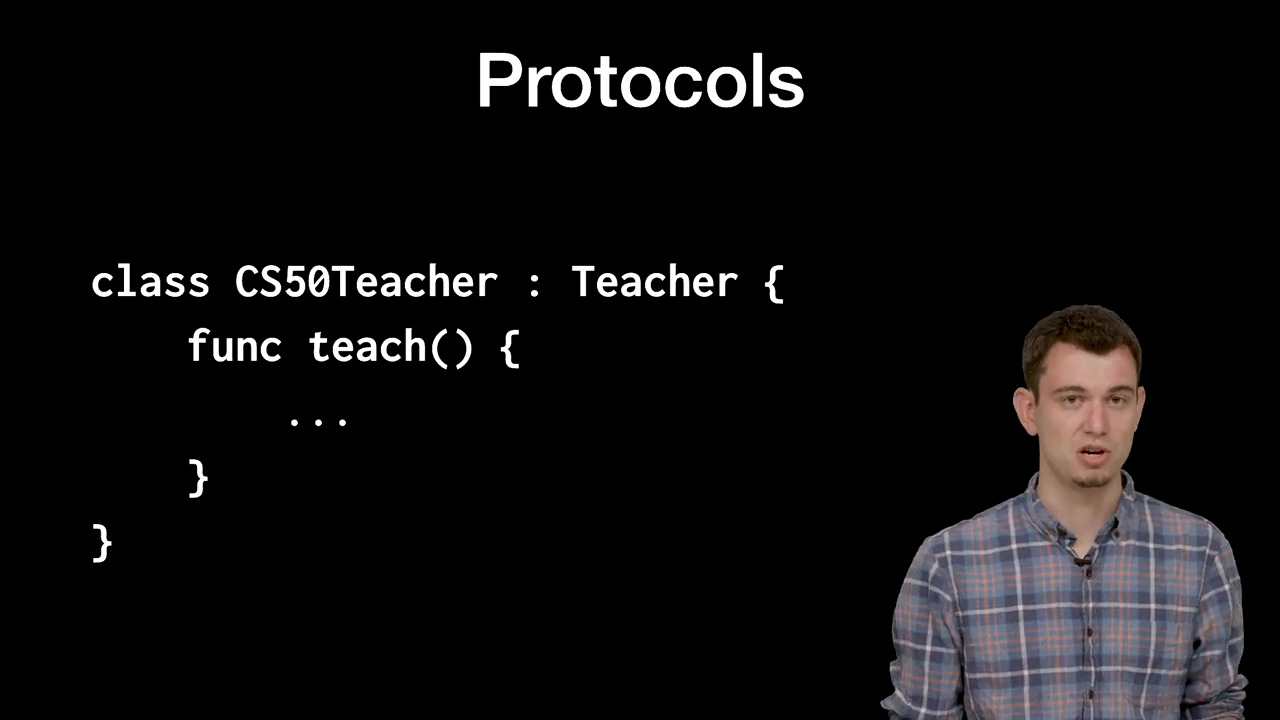 Protocols
class CS50Teacher : Teacher {
    func teach() {
        ...
    }
}